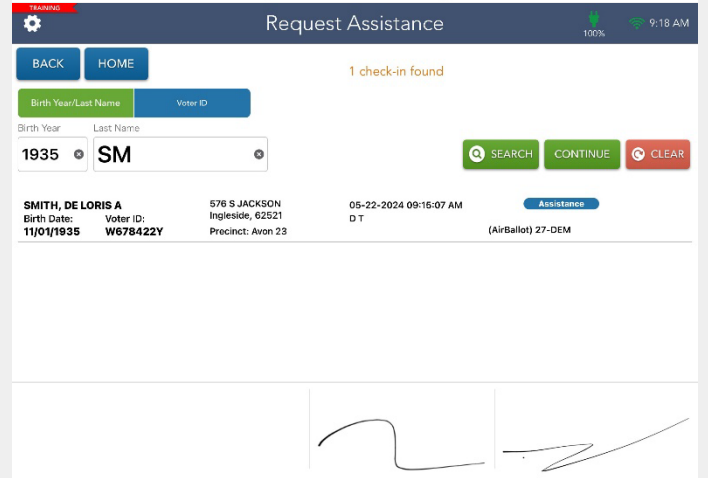 TRAINING
Request Assistance
100%
9:18 AM
BACK
HOME
1 check-in found
Birth Year/Last Name
Voter ID
Birth Year
Last Name
1935
SM
SEARCH
CONTINUE
CLEAR
SMITH, DE LORIS A
576 S JACKSON
05-22-2024 09:15:07 AM
Assistance
Birth Date:
Voter ID:
Ingleside, 62521
D T
11/01/1935
W678422Y
Precinct: Avon 23
(AirBallot) 27-DEM